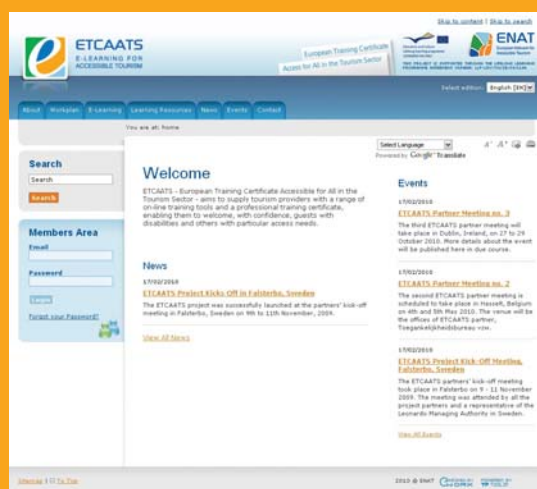 Skip to content | Skip to search
ETCAATS
E-LEARNING FOR
ACCESSIBLE TOURISM
European Training Certificate
Access for All in the Tourism Sector
ENAT
Select edition: English [EN]
About Workplan E-Learning Learning Resources News Events Contact
You are at: home
Select Language
Powered by Google Translate
Search
Search
Search
Members Area
Email
Password
Login
Forgot your Password?
Welcome
ETCAATS - European Training Certificate Accessible for All in the
Tourism Sector - aims to supply tourism providers with a range of
on-line training tools and a professional training certificate,
enabling them to welcome, with confidence, guests with
disabilities and others with particular access needs.
News
17/02/2010
ETCAATS Project Kicks Off in Falsterbo, Sweden
The ETCAATS project was successfully launched at the partners' kick-off
meeting in Falsterbo, Sweden on 9th to 11th November, 2009.
View All News
Events
17/02/2010
ETCAATS Partner Meeting no. 3
The third ETCAATS partner meeting will
take place in Dublin, Ireland, on 27 to 29
October 2010. More details about the event
will be published here in due course.
17/02/2010
ETCAATS Partner Meeting no. 2
The second ETCAATS partner meeting is
scheduled to take place in Hasselt, Belgium
on 4th and 5th May 2010. The venue will be
the offices of ETCAATS partner,
Toegankelijkheidsbureau vzw.
17/02/2010
ETCAATS Project Kick-Off Meeting,
Falsterbo, Sweden
The ETCAATS partners' kick-off meeting
took place in Falsterbo on 9 - 11 November
2009. The meeting was attended by all the
project partners and a representative of the
Leonardo Managing Authority in Sweden.
View All Events
Sitemap | To Top
2010 @ ENAT